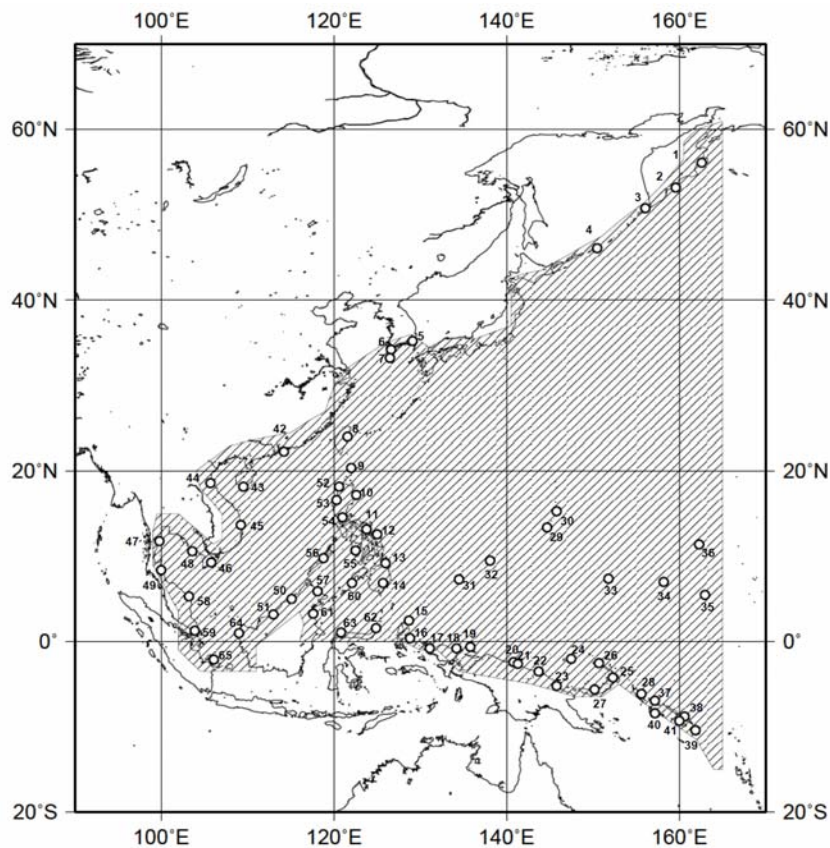 100˚E 120˚E 140˚E 160˚E
60˚N 60˚N
1
2
3
4
40˚N 40˚N
5
6
7
42
8
20˚N 20˚N
9
44 43 52 10
53
30
54 11
45 12 29
47 36
48 46 56 55 13 32
49 57 60 14 31 33 34
58 50 35
51 61
59 64 63 62 15
0˚ 0˚
16
65 17 18 19
20 21 24 26
22 25
23 27 28 37
38
40 41
39
20˚S 20˚S
100˚E 120˚E 140˚E 160˚E